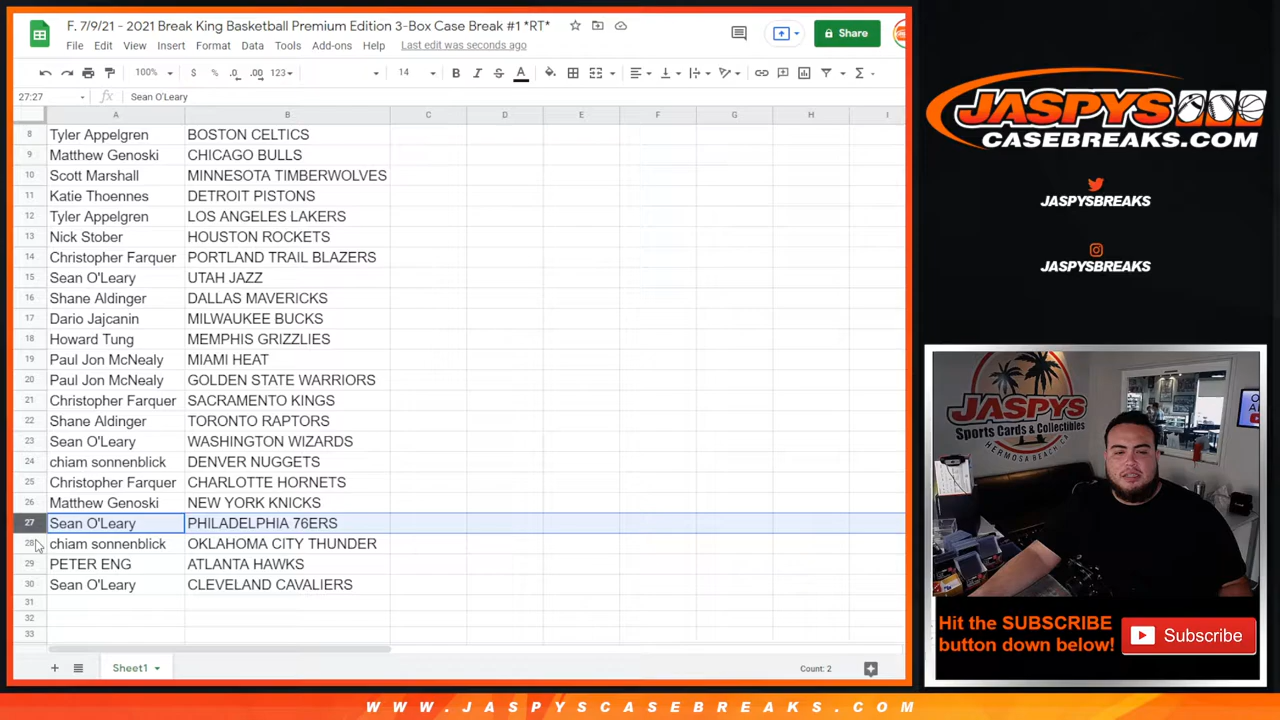 F. 7/9/21 - 2021 Break King Basketball Premium Edition 3-Box Case Break #1 *RT*
File Edit View Insert Format Data Tools Add-ons Help Last edit was seconds ago
Share
100% $ % .0 .00 123 14 B I S A
27:27 fx Sean O'Leary
A B C D E F G H I
8 Tyler Appelgren BOSTON CELTICS
9 Matthew Genoski CHICAGO BULLS
10 Scott Marshall MINNESOTA TIMBERWOLVES
11 Katie Thoennes DETROIT PISTONS
12 Tyler Appelgren LOS ANGELES LAKERS
13 Nick Stober HOUSTON ROCKETS
14 Christopher Farquer PORTLAND TRAIL BLAZERS
15 Sean O'Leary UTAH JAZZ
16 Shane Aldinger DALLAS MAVERICKS
17 Dario Jajcanin MILWAUKEE BUCKS
18 Howard Tung MEMPHIS GRIZZLIES
19 Paul Jon McNealy MIAMI HEAT
20 Paul Jon McNealy GOLDEN STATE WARRIORS
21 Christopher Farquer SACRAMENTO KINGS
22 Shane Aldinger TORONTO RAPTORS
23 Sean O'Leary WASHINGTON WIZARDS
24 chiam sonnenblick DENVER NUGGETS
25 Christopher Farquer CHARLOTTE HORNETS
26 Matthew Genoski NEW YORK KNICKS
27 Sean O'Leary PHILADELPHIA 76ERS
28 chiam sonnenblick OKLAHOMA CITY THUNDER
29 PETER ENG ATLANTA HAWKS
30 Sean O'Leary CLEVELAND CAVALIERS
31
32
33
Sheet1
Count: 2
JASPYS
CASEBREAKS.COM
JASPYSBREAKS
JASPYSBREAKS
JASPYS
Sports Cards & Collectibles
HERMOSA BEACH, CA
Hit the SUBSCRIBE
button down below!
Subscribe
WWW.JASPYSCASEBREAKS.COM